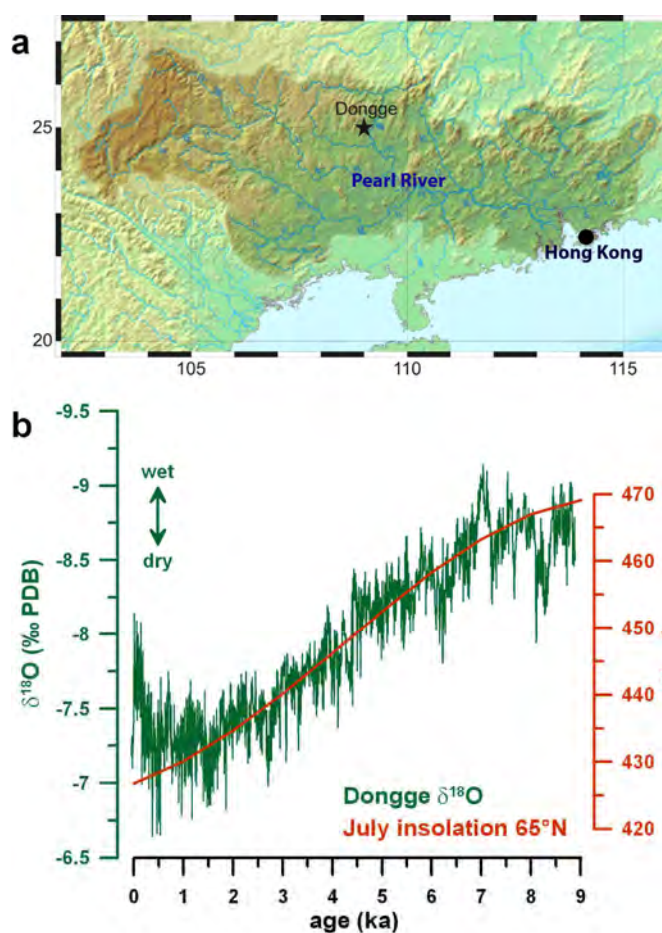 a
Dongge
25
Pearl River
Hong Kong
20
105
110
115
b
-9.5
-9
-8.5
-8
-7.5
-7
-6.5
δ¹⁸O (‰ PDB)
wet
dry
470
460
450
440
430
420
Dongge δ¹⁸O
July insolation 65°N
0 1 2 3 4 5 6 7 8 9
age (ka)